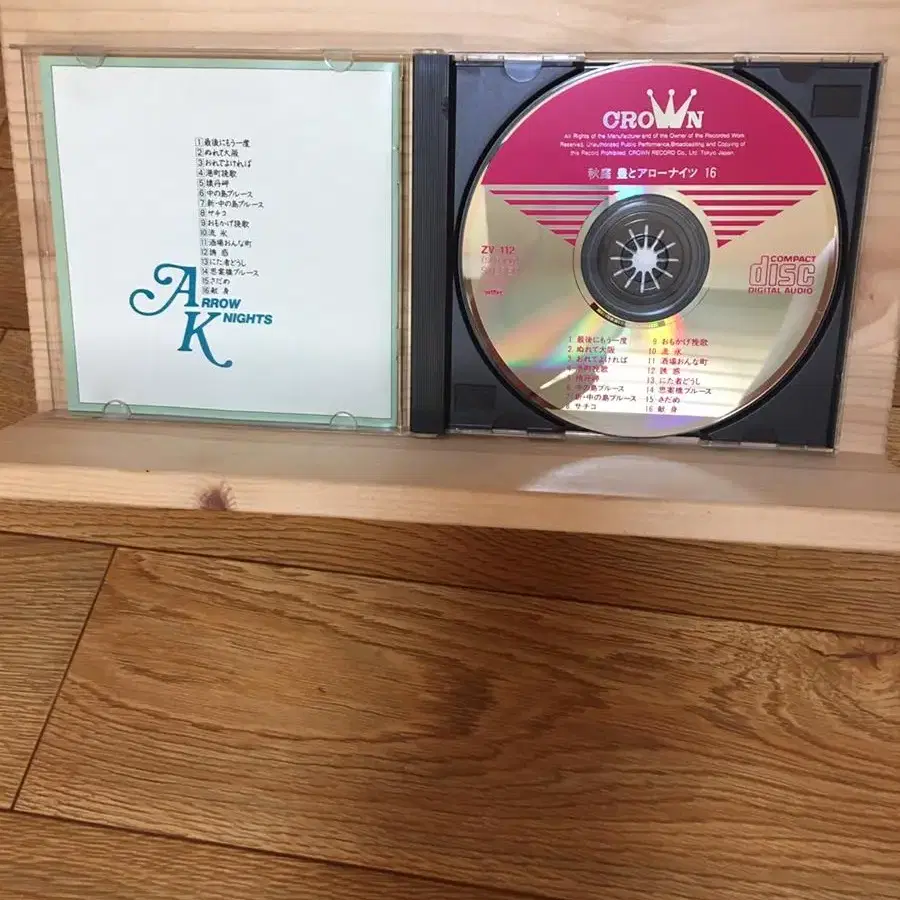 1 最後にもう一度
2 ぬれて大阪
3 おれでよければ
4 港町挽歌
5 積丹岬
6 中の島ブルース
7 新・中の島ブルース
8 サチコ
9 おもかげ挽歌
10 流氷
11 酒場おんな町
12 誘惑
13 にた者どうし
14 思案橋ブルース
15 さだめ
16 献身
ARROW
KNIGHTS
CROWN
All Rights of the Manufacturer and of the Owner of the Recorded Work
Reserved. Unauthorized Public Performance, Broadcasting and Copying of
this Record Prohibited. CROWN RECORD Co., Ltd. Tokyo Japan
秋庭 豊とアローナイツ 16
ZV-112
STEREO
COMPACT
disc
DIGITAL AUDIO
1 最後にもう一度
2 ぬれて大阪
3 おれでよければ
4 港町挽歌
5 積丹岬
6 中の島ブルース
7 新・中の島ブルース
8 サチコ
9 おもかげ挽歌
10 流氷
11 酒場おんな町
12 誘惑
13 にた者どうし
14 思案橋ブルース
15 さだめ
16 献身